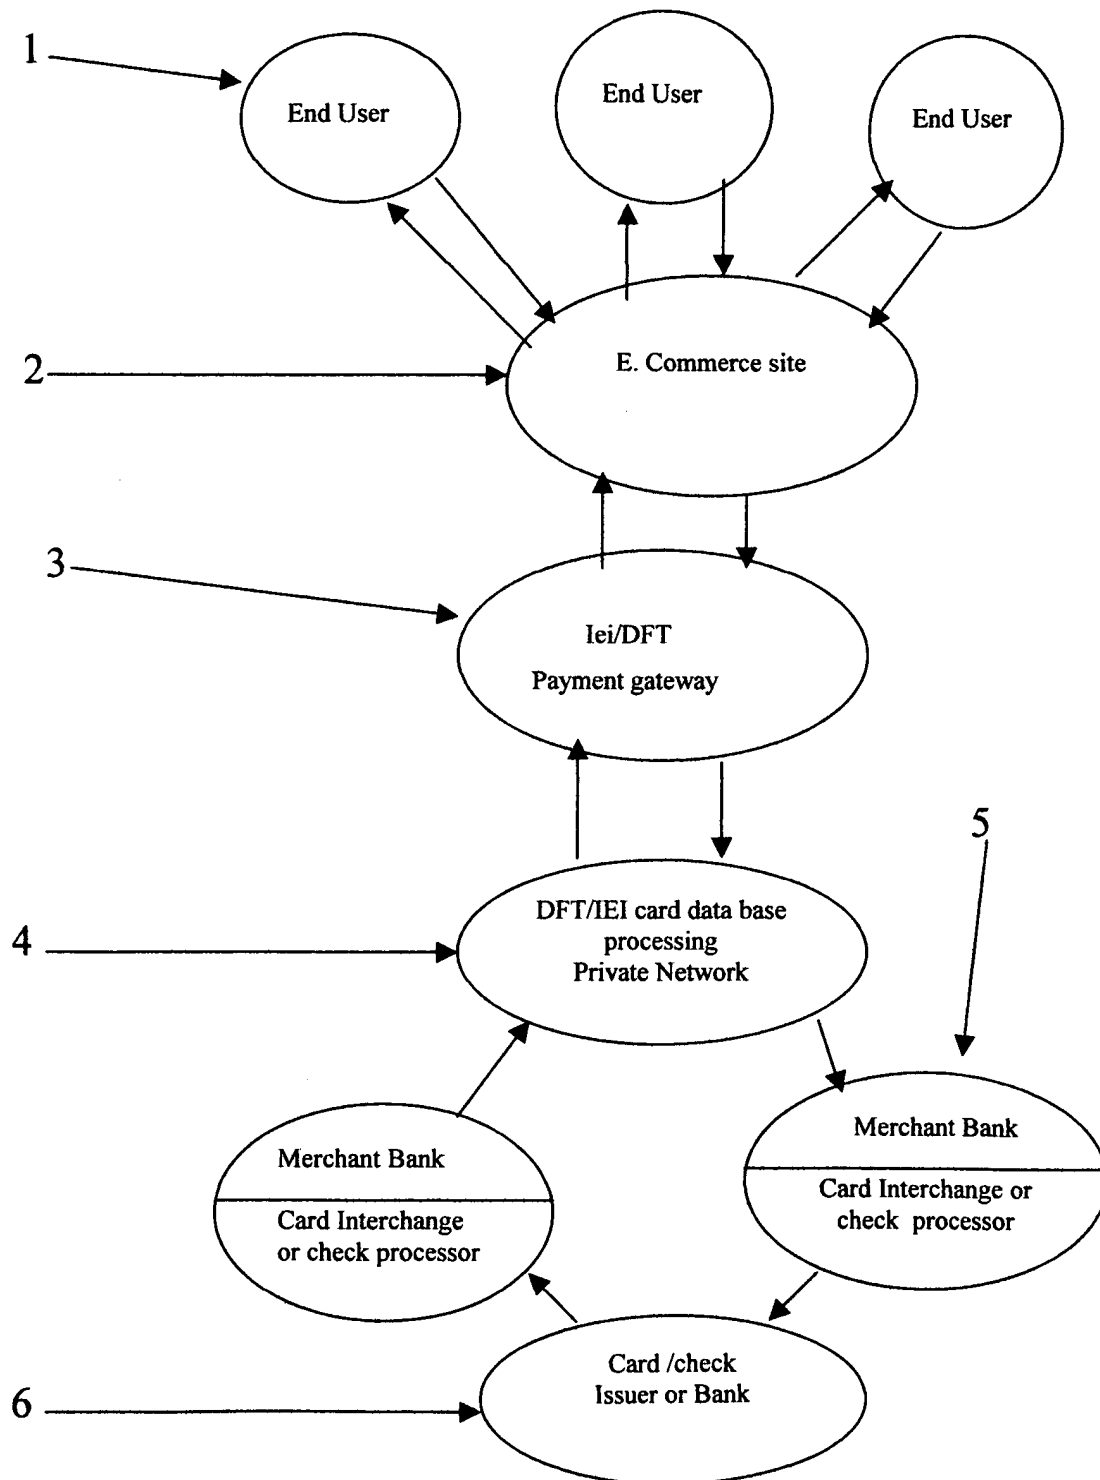 1
End User
End User
End User
2
E. Commerce site
3
Iei/DFT
Payment gateway
5
4
DFT/IEI card data base
processing
Private Network
Merchant Bank
Card Interchange or
check processor
Merchant Bank
Card Interchange
or check processor
Card /check
Issuer or Bank
6